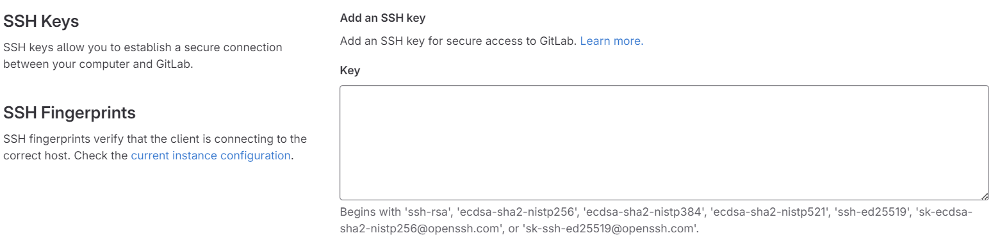 SSH Keys
SSH keys allow you to establish a secure connection
between your computer and GitLab.
SSH Fingerprints
SSH fingerprints verify that the client is connecting to the
correct host. Check the current instance configuration.
Add an SSH key
Add an SSH key for secure access to GitLab. Learn more.
Key
Begins with 'ssh-rsa', 'ecdsa-sha2-nistp256', 'ecdsa-sha2-nistp384', 'ecdsa-sha2-nistp521', 'ssh-ed25519', 'sk-ecdsa-
sha2-nistp256@openssh.com', or 'sk-ssh-ed25519@openssh.com'.